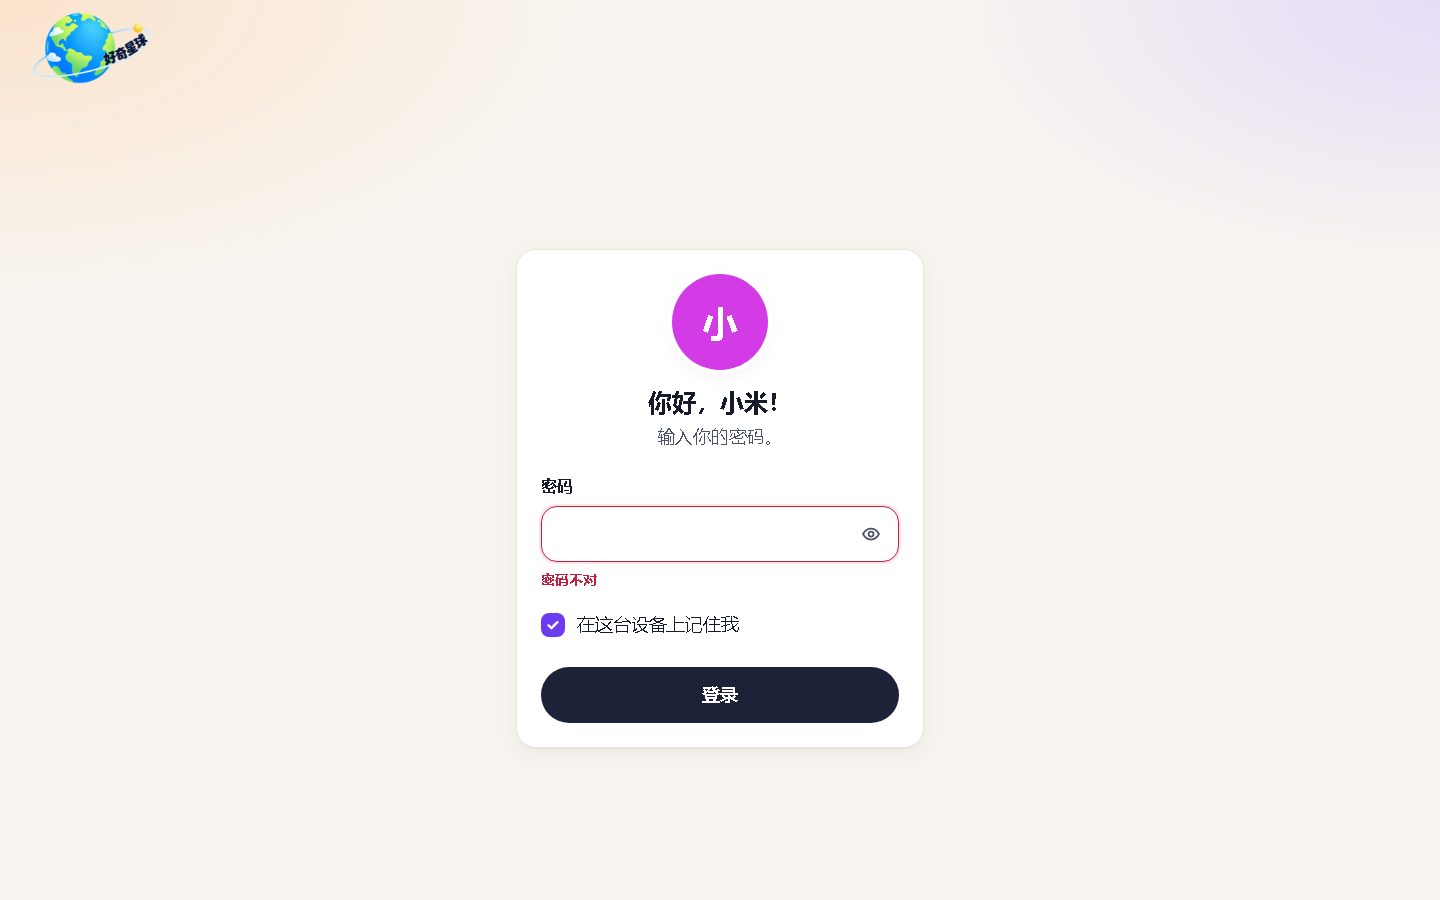 好奇星球
小
你好，小米！
输入你的密码。
密码
密码不对
在这台设备上记住我
登录